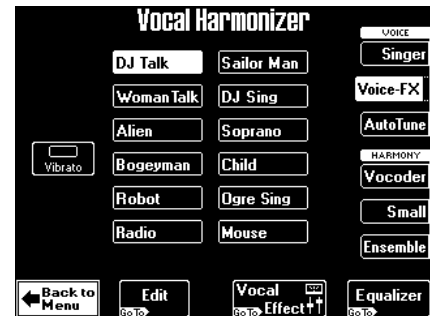 Vocal Harmonizer
VOICE
DJ Talk
Sailor Man
Singer
Woman Talk
DJ Sing
Voice-FX
Alien
Soprano
AutoTune
Vibrato
Bogeyman
Child
HARMONY
Vocoder
Robot
Ogre Sing
Small
Radio
Mouse
Ensemble
Back to
Menu
Edit
GoTo
Vocal
Effect
GoTo
Equalizer
GoTo